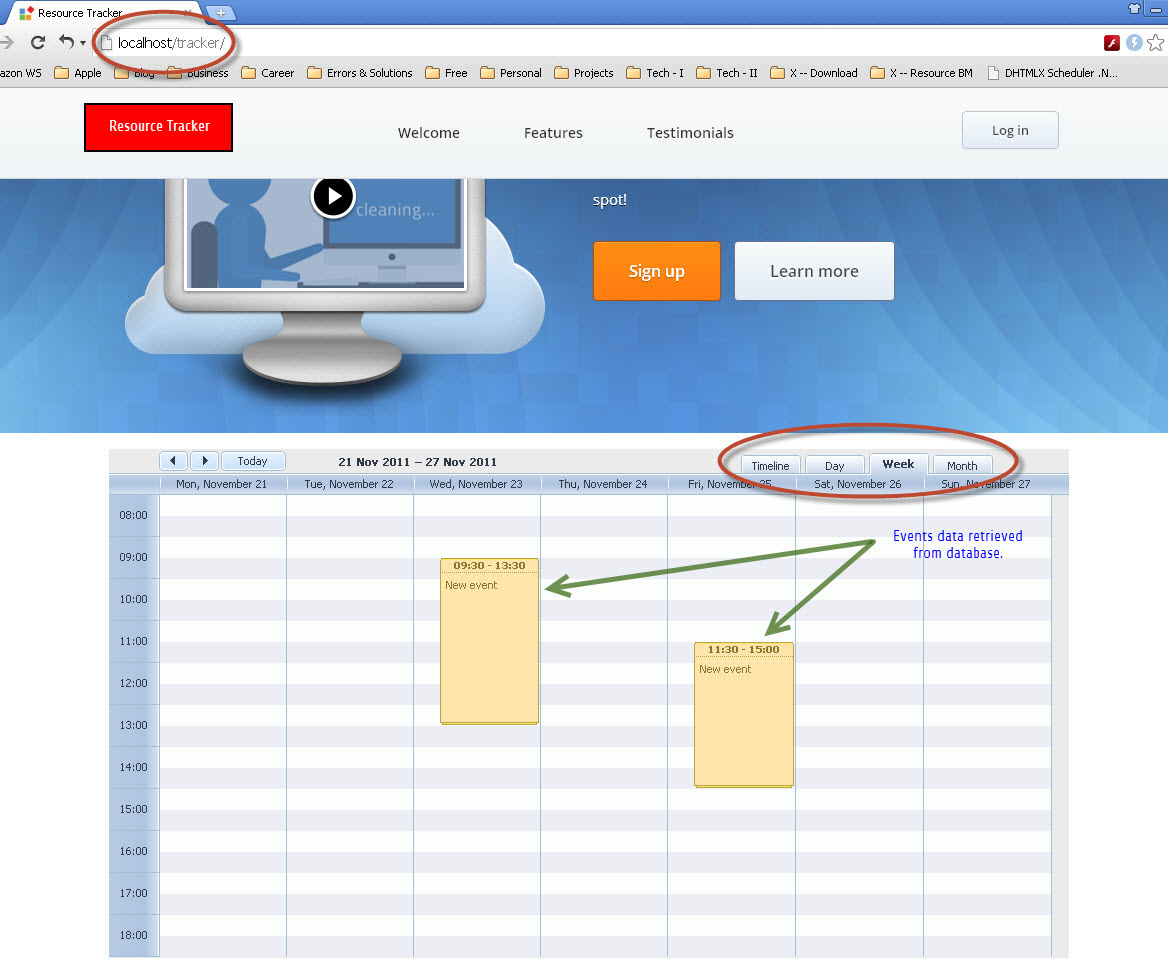 Resource Tracker
localhost/tracker/
azon WS Apple Blog Business Career Errors & Solutions Free Personal Projects Tech - I Tech - II X -- Download X -- Resource BM DHTMLX Scheduler .N...
Resource Tracker Welcome Features Testimonials Log in
cleaning...
spot!
Sign up Learn more
Today 21 Nov 2011 – 27 Nov 2011 Timeline Day Week Month
Mon, November 21 Tue, November 22 Wed, November 23 Thu, November 24 Fri, November 25 Sat, November 26 Sun, November 27
08:00
Events data retrieved
from database.
09:00
09:30 - 13:30
New event
10:00
11:00
11:30 - 15:00
New event
12:00
13:00
14:00
15:00
16:00
17:00
18:00